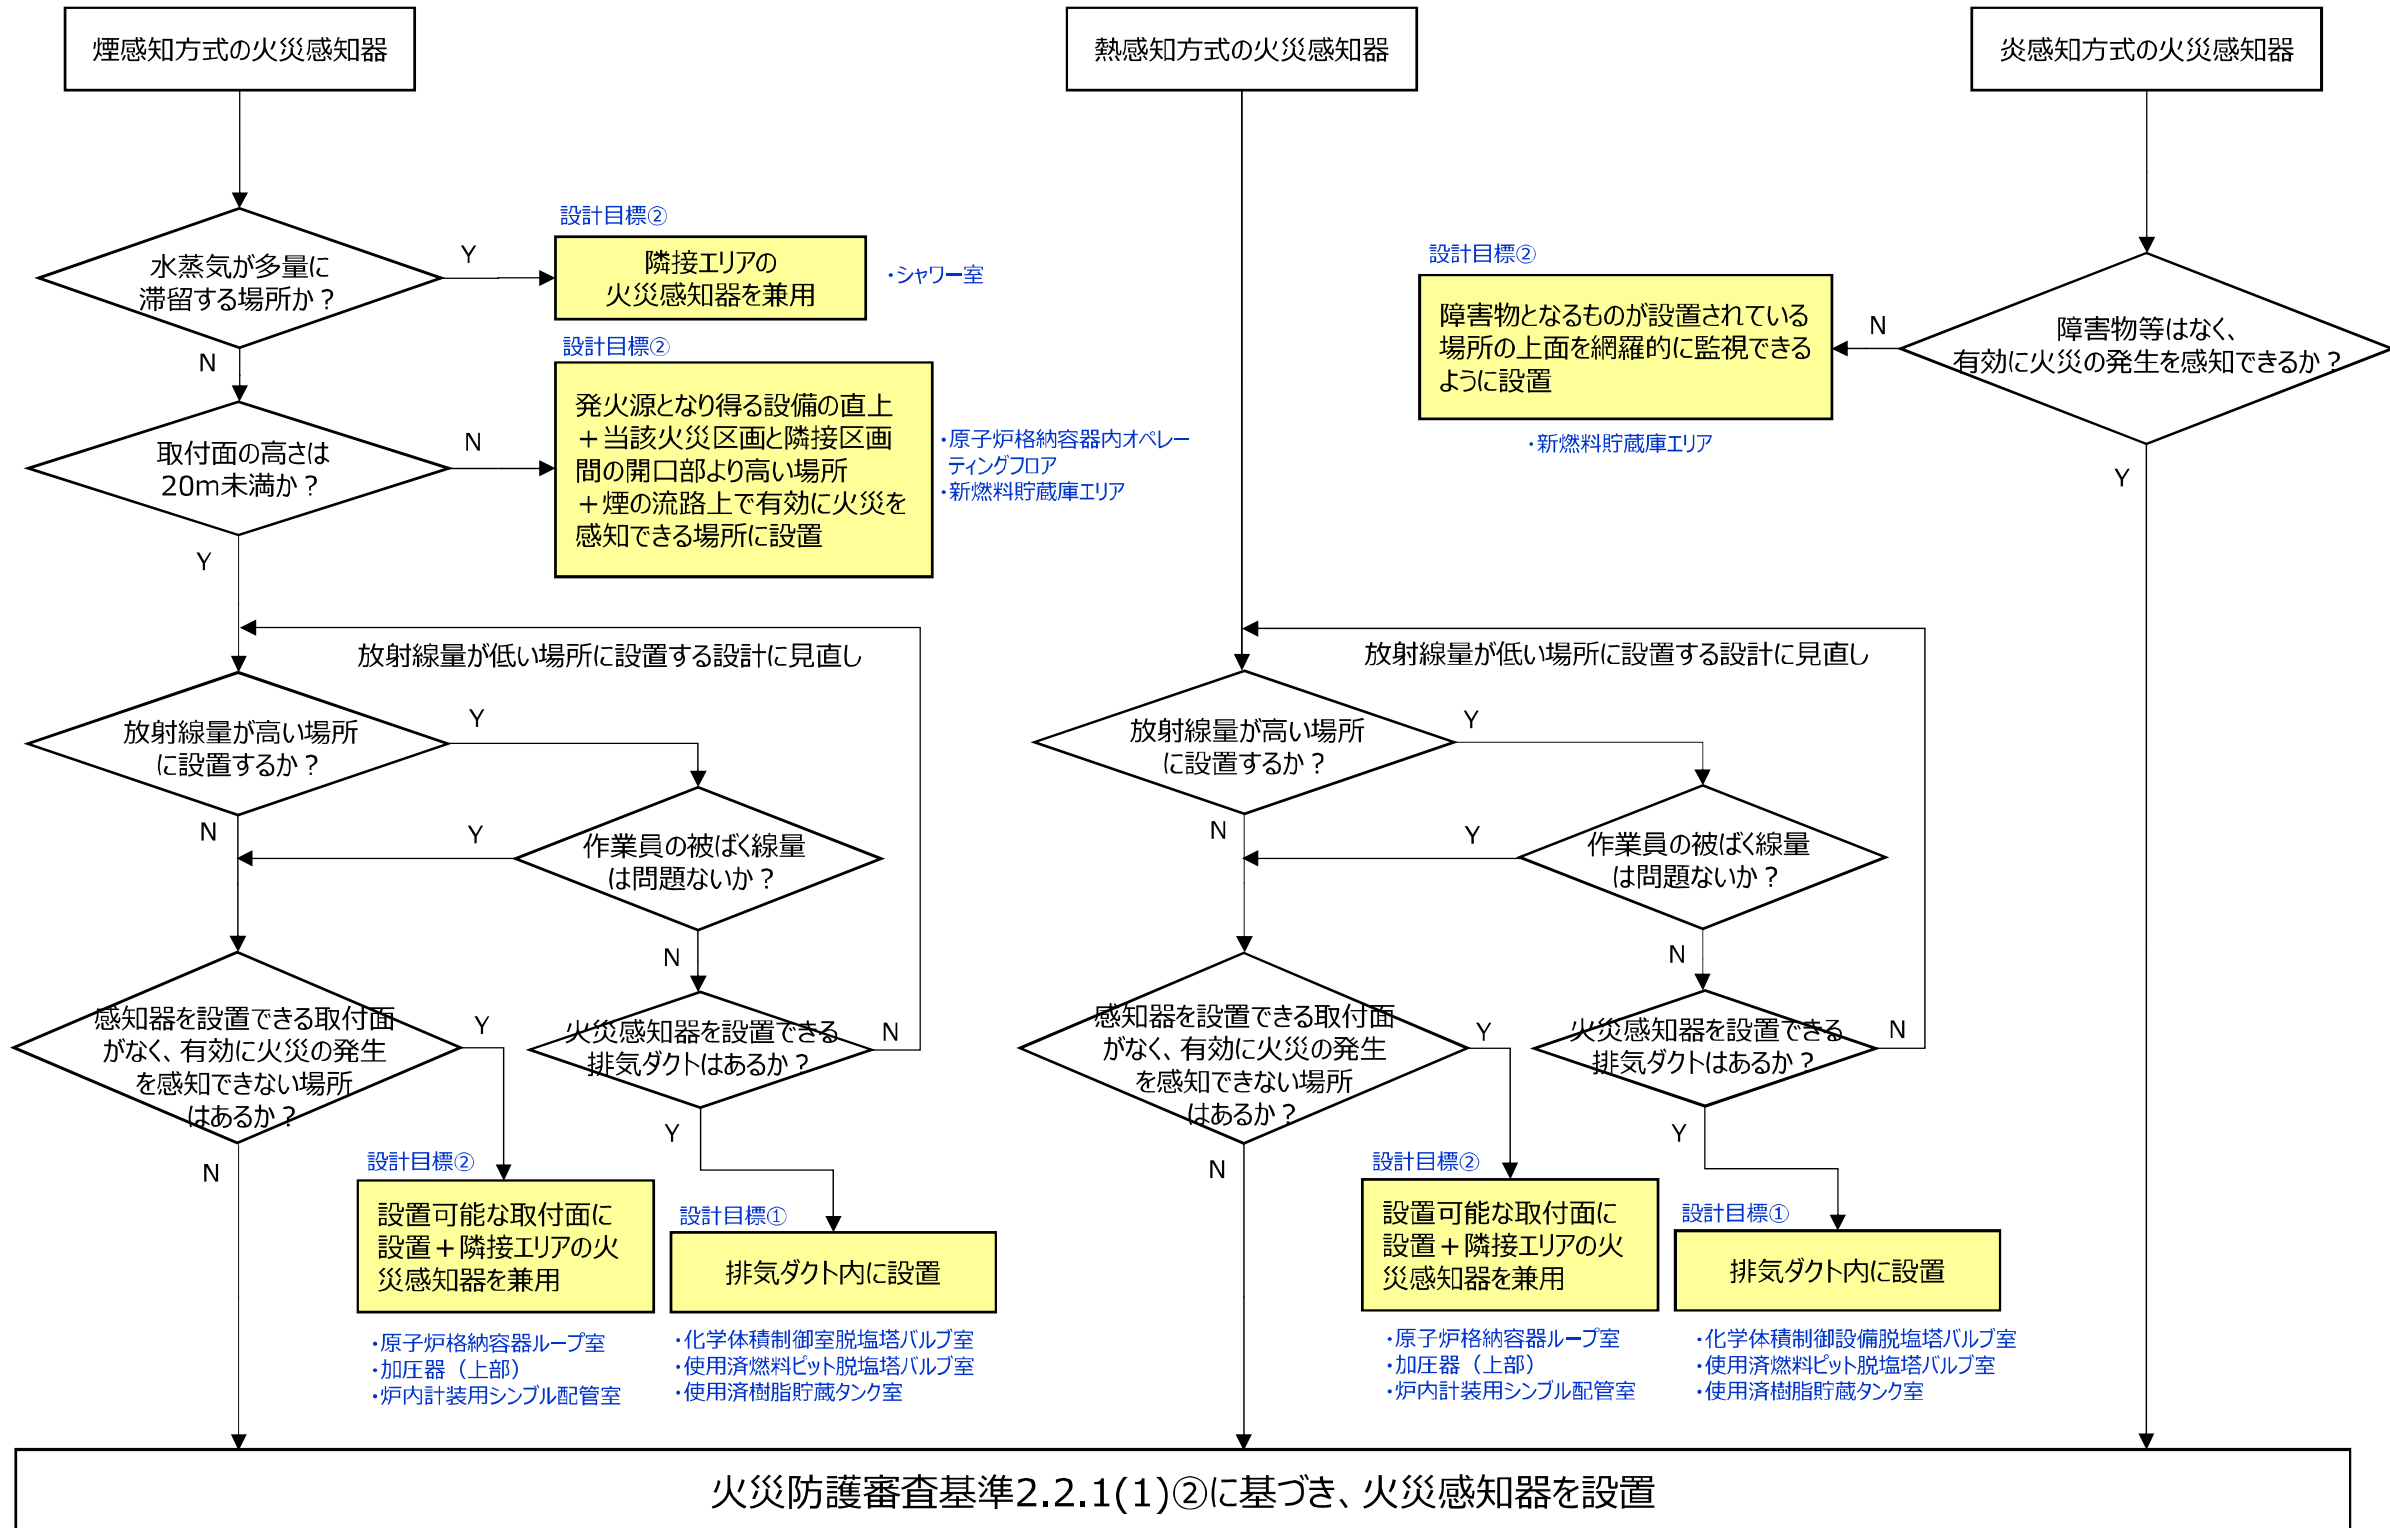 煙感知方式の火災感知器
熱感知方式の火災感知器
炎感知方式の火災感知器
水蒸気が多量に
滞留する場所か？
Y
N
設計目標②
隣接エリアの
火災感知器を兼用
・シャワー室
取付面の高さは
20m未満か？
N
Y
設計目標②
発火源となり得る設備の直上
＋当該火災区画と隣接区画
間の開口部より高い場所
＋煙の流路上で有効に火災を
感知できる場所に設置
・原子炉格納容器内オペレー
ティングフロア
・新燃料貯蔵庫エリア
放射線量が低い場所に設置する設計に見直し
放射線量が高い場所
に設置するか？
Y
N
作業員の被ばく線量
は問題ないか？
Y
N
感知器を設置できる取付面
がなく、有効に火災の発生
を感知できない場所
はあるか？
Y
N
火災感知器を設置できる
排気ダクトはあるか？
N
Y
設計目標②
設置可能な取付面に
設置＋隣接エリアの火
災感知器を兼用
・原子炉格納容器ループ室
・加圧器（上部）
・炉内計装用シンブル配管室
設計目標①
排気ダクト内に設置
・化学体積制御室脱塩塔バルブ室
・使用済燃料ピット脱塩塔バルブ室
・使用済樹脂貯蔵タンク室
放射線量が低い場所に設置する設計に見直し
放射線量が高い場所
に設置するか？
Y
N
作業員の被ばく線量
は問題ないか？
Y
N
感知器を設置できる取付面
がなく、有効に火災の発生
を感知できない場所
はあるか？
Y
N
火災感知器を設置できる
排気ダクトはあるか？
N
Y
設計目標②
設置可能な取付面に
設置＋隣接エリアの火
災感知器を兼用
・原子炉格納容器ループ室
・加圧器（上部）
・炉内計装用シンブル配管室
設計目標①
排気ダクト内に設置
・化学体積制御設備脱塩塔バルブ室
・使用済燃料ピット脱塩塔バルブ室
・使用済樹脂貯蔵タンク室
障害物等はなく、
有効に火災の発生を感知できるか？
N
Y
設計目標②
障害物となるものが設置されている
場所の上面を網羅的に監視できる
ように設置
・新燃料貯蔵庫エリア
火災防護審査基準2.2.1(1)②に基づき、火災感知器を設置